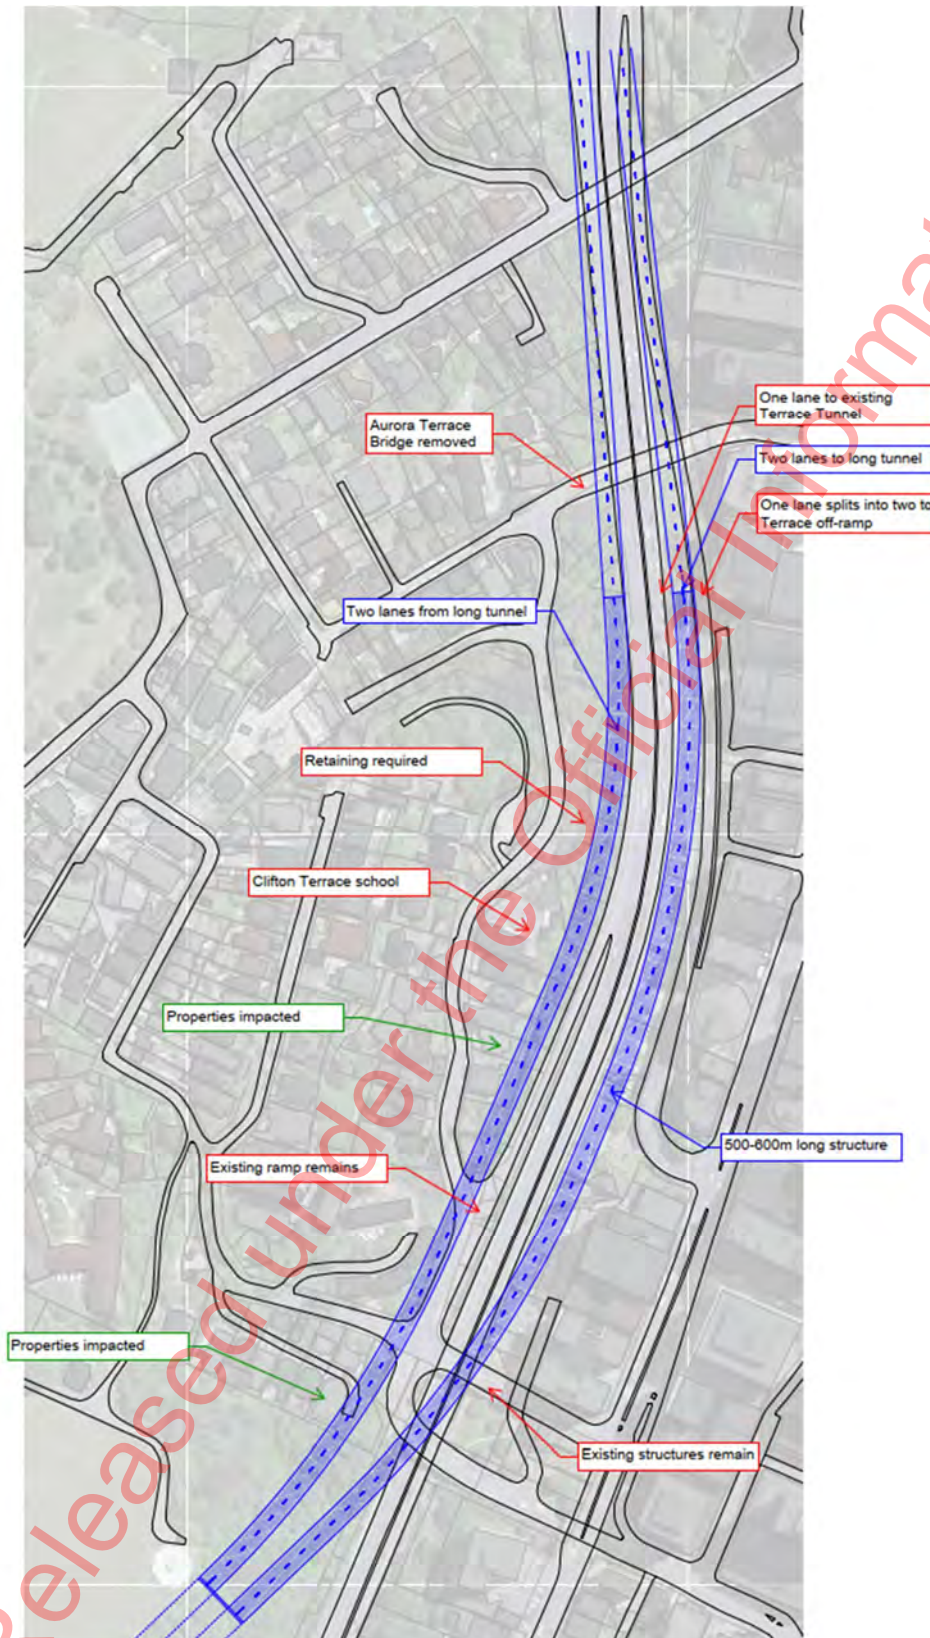 One lane to existing
Terrace Tunnel
Aurora Terrace
Bridge removed
Two lanes to long tunnel
One lane splits into two to
Terrace off-ramp
Two lanes from long tunnel
Retaining required
Clifton Terrace school
Properties impacted
500-600m long structure
Existing ramp remains
Properties impacted
Existing structures remain
Released under the Official Informat